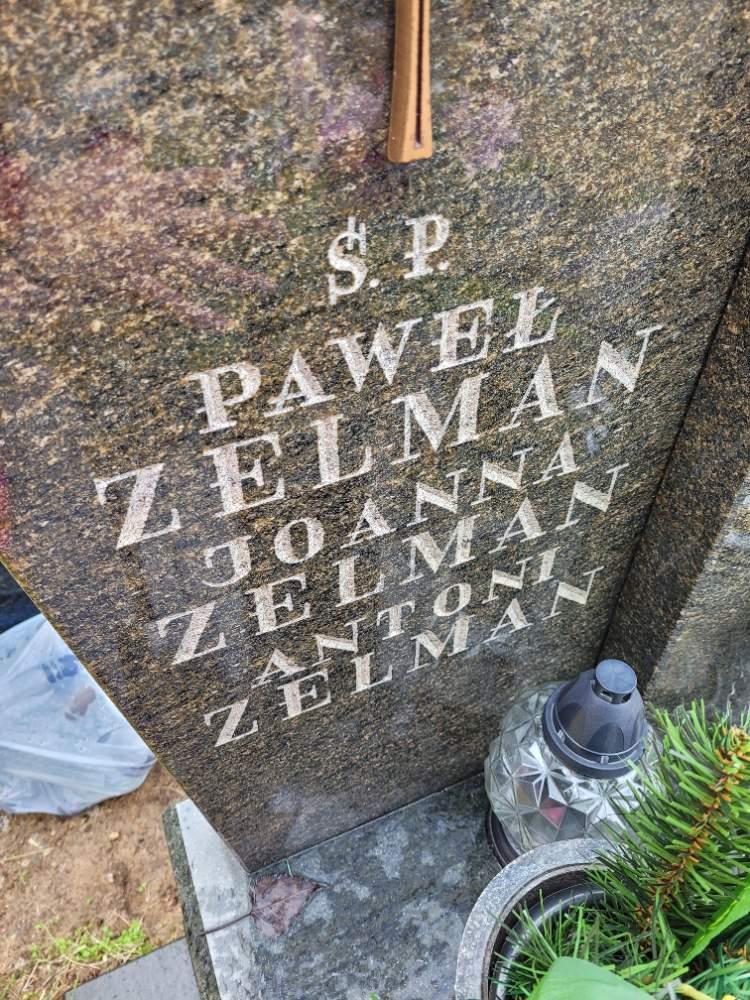 Ś. P.
PAWEŁ
ZELMAN
JOANNA
ZELMAN
ANTONI
ZELMAN